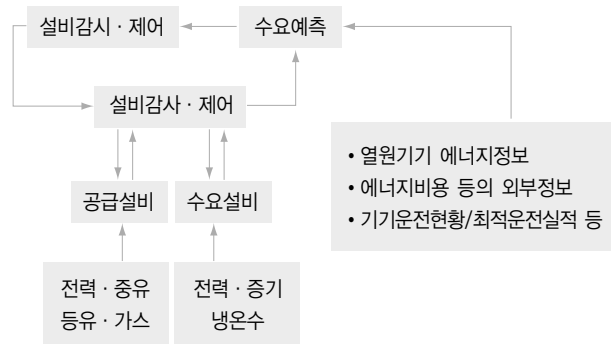 설비감시 · 제어
수요예측
설비감사 · 제어
• 열원기기 에너지정보
• 에너지비용 등의 외부정보
• 기기운전현황/최적운전실적 등
공급설비
수요설비
전력 · 중유
등유 · 가스
전력 · 증기
냉온수